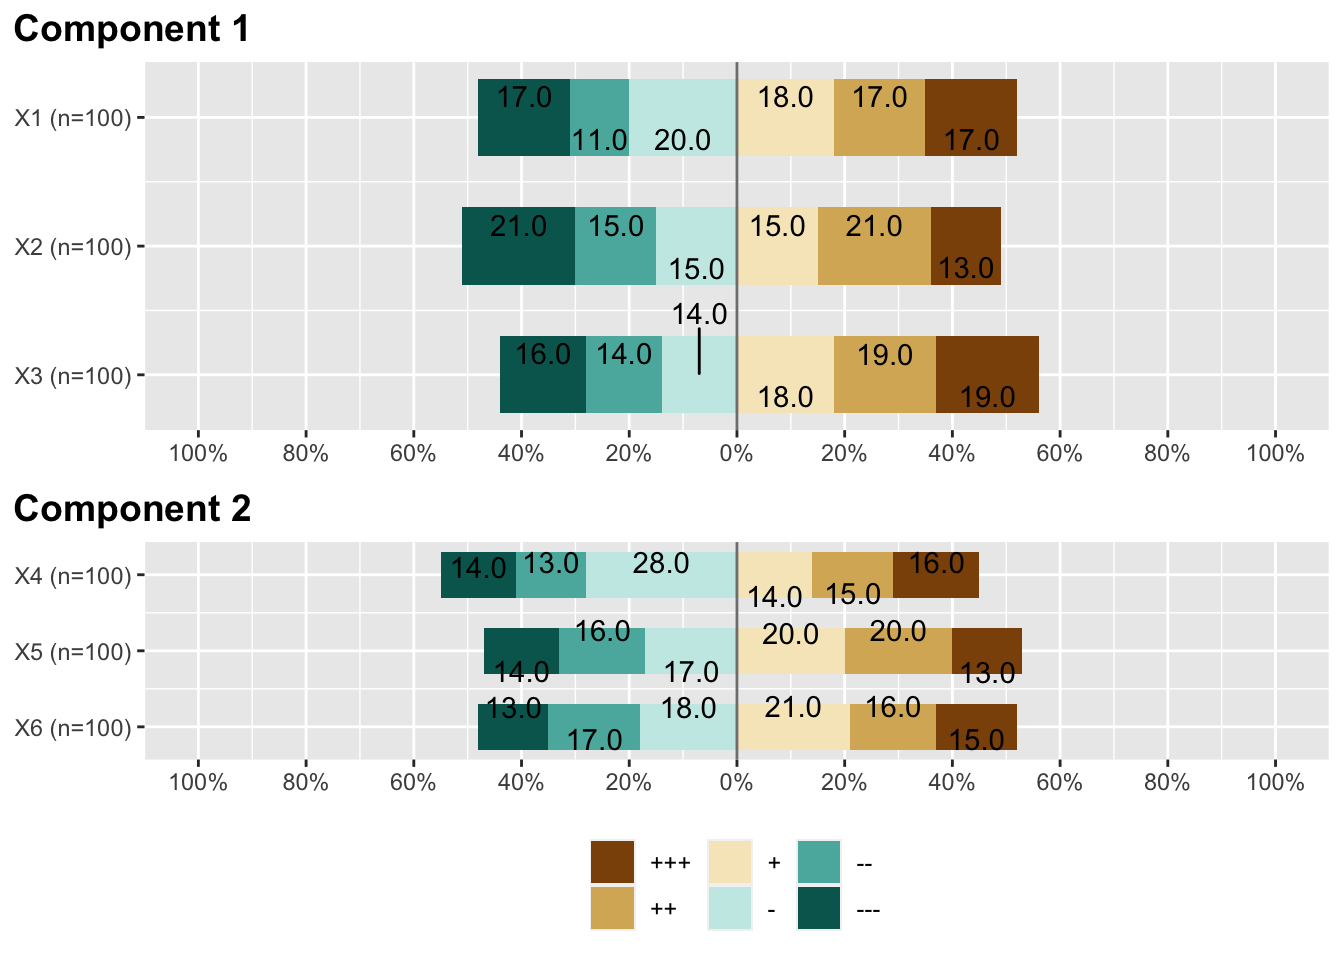 Component 1
X1 (n=100)
17.0 11.0 20.0 18.0 17.0 17.0
X2 (n=100)
21.0 15.0 15.0 15.0 21.0 13.0
X3 (n=100)
16.0 14.0 14.0 18.0 19.0 19.0
100% 80% 60% 40% 20% 0% 20% 40% 60% 80% 100%
Component 2
X4 (n=100)
14.0 13.0 28.0 14.0 15.0 16.0
X5 (n=100)
14.0 16.0 17.0 20.0 20.0 13.0
X6 (n=100)
13.0 17.0 18.0 21.0 16.0 15.0
100% 80% 60% 40% 20% 0% 20% 40% 60% 80% 100%
+++ + --
++ - ---